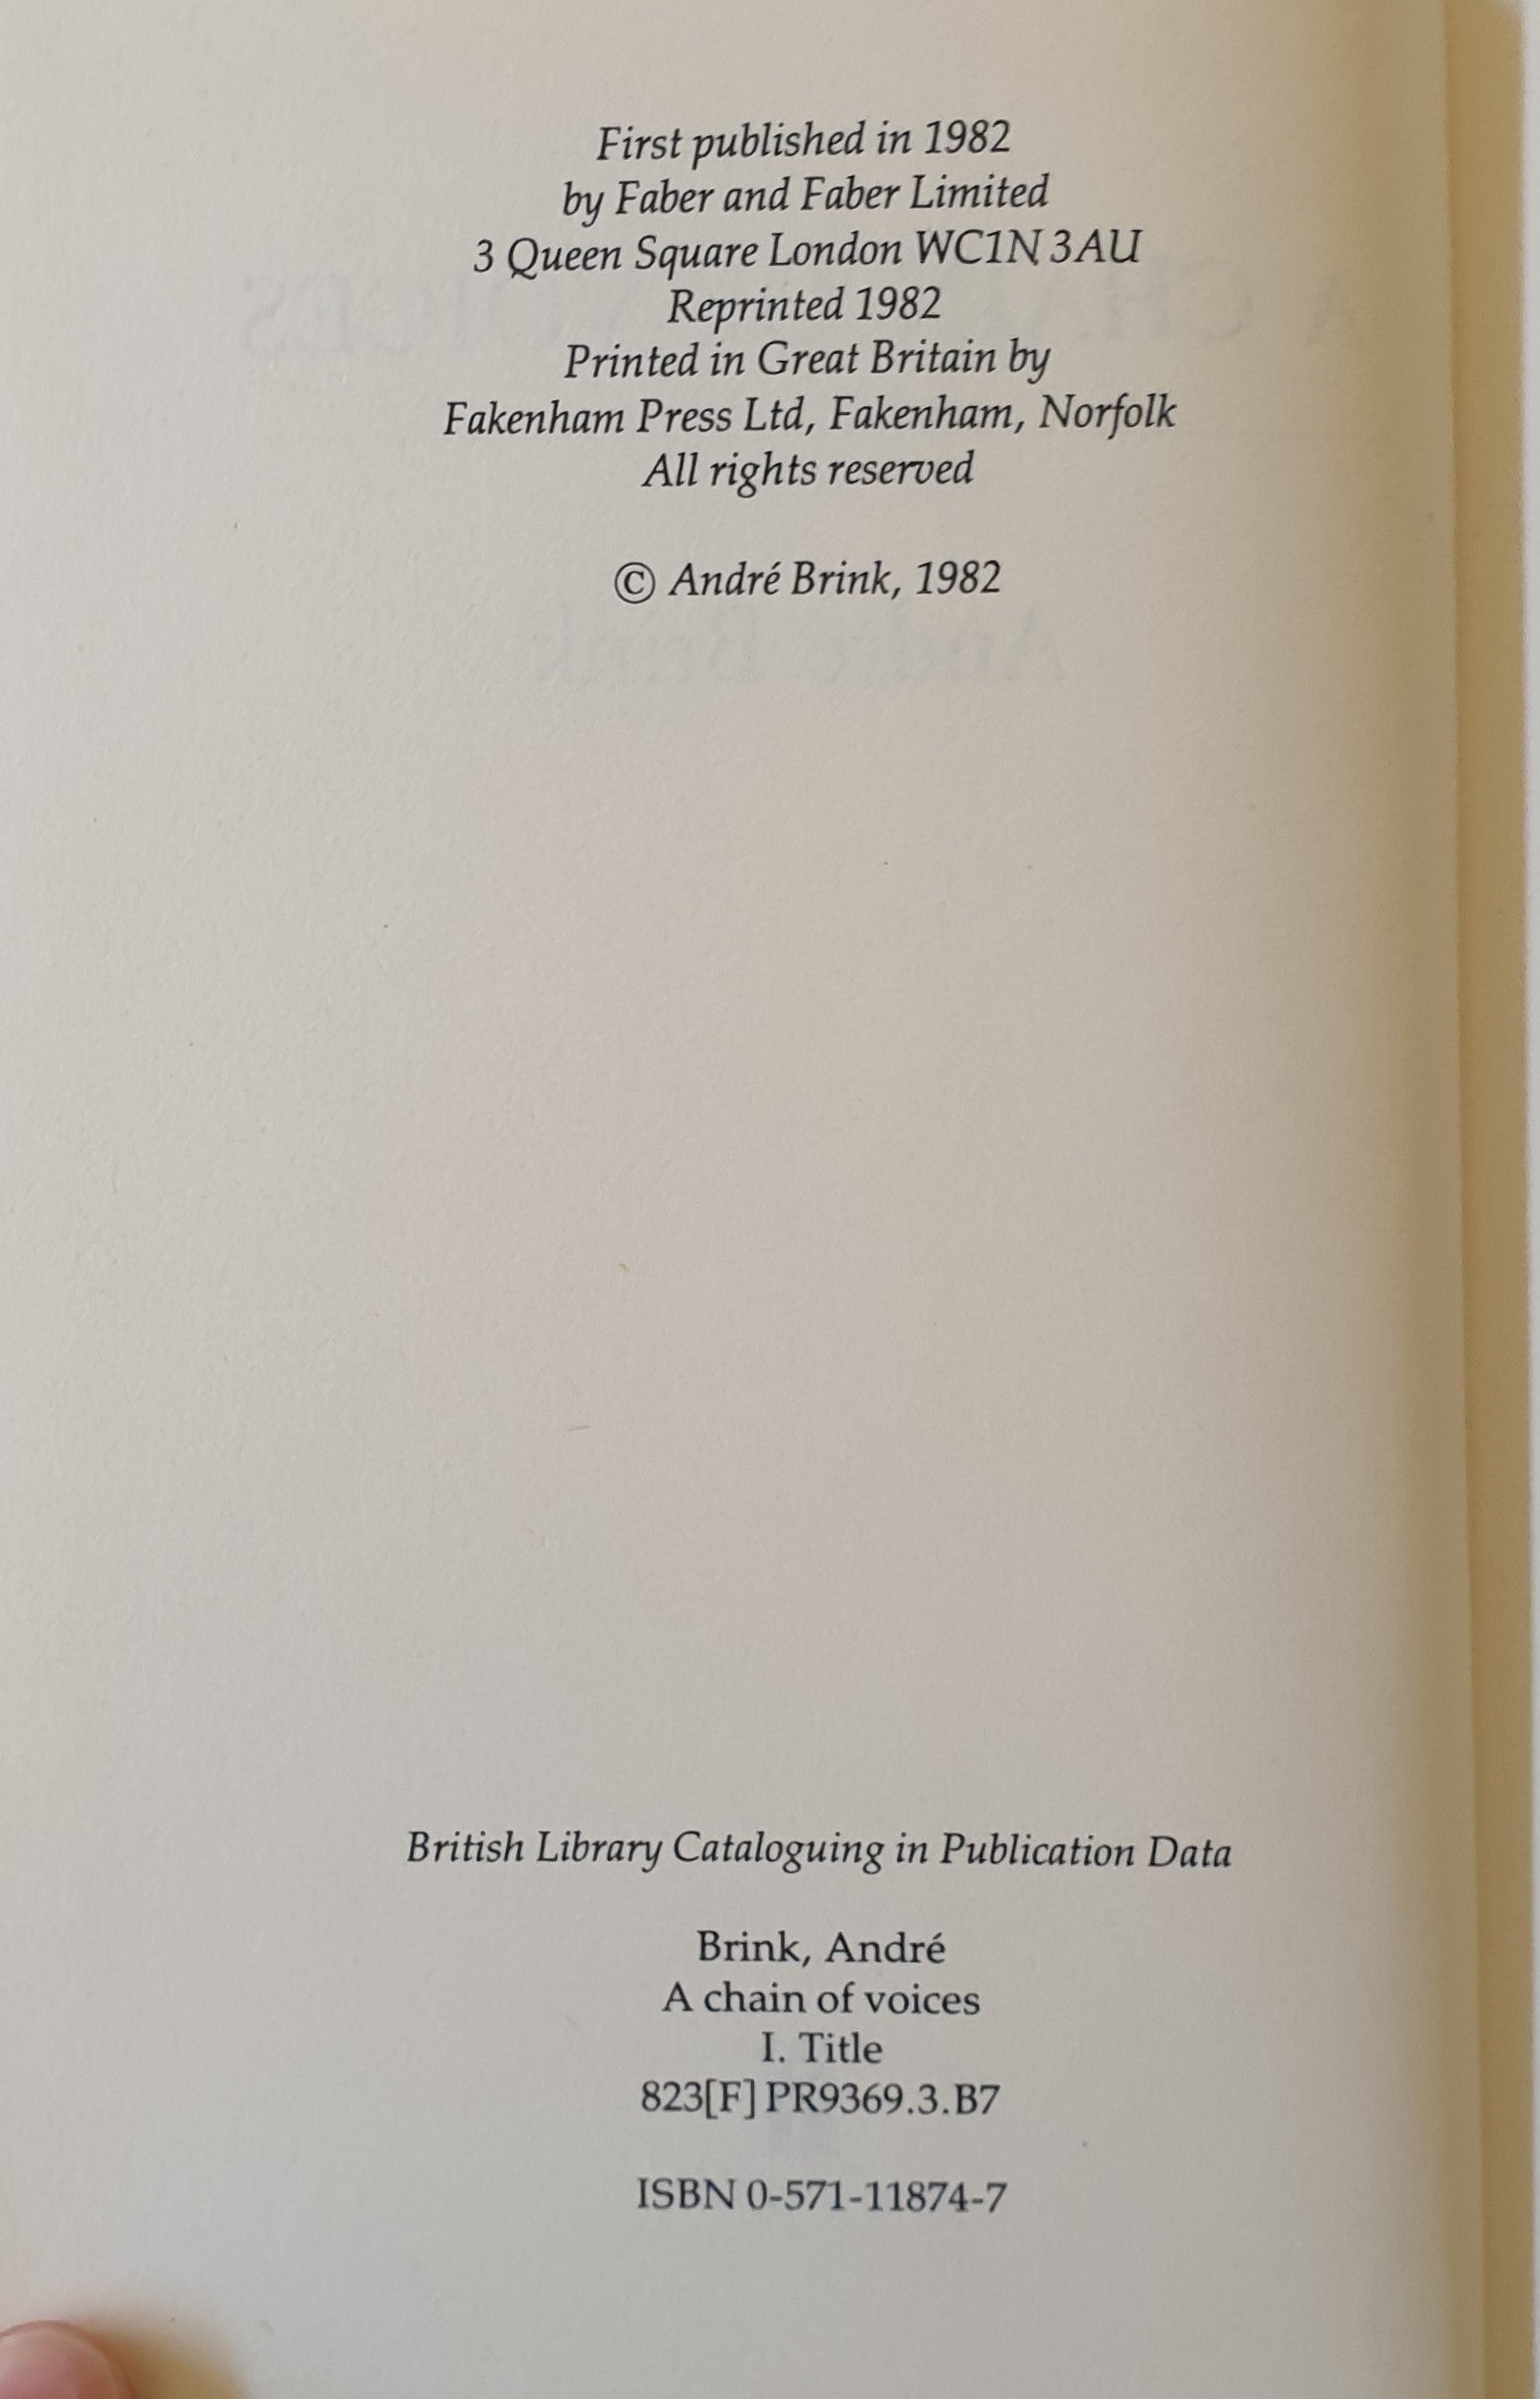 First published in 1982
by Faber and Faber Limited
3 Queen Square London WC1N 3AU
Reprinted 1982
Printed in Great Britain by
Fakenham Press Ltd, Fakenham, Norfolk
All rights reserved
© André Brink, 1982
British Library Cataloguing in Publication Data
Brink, André
A chain of voices
I. Title
823[F] PR9369.3.B7
ISBN 0-571-11874-7